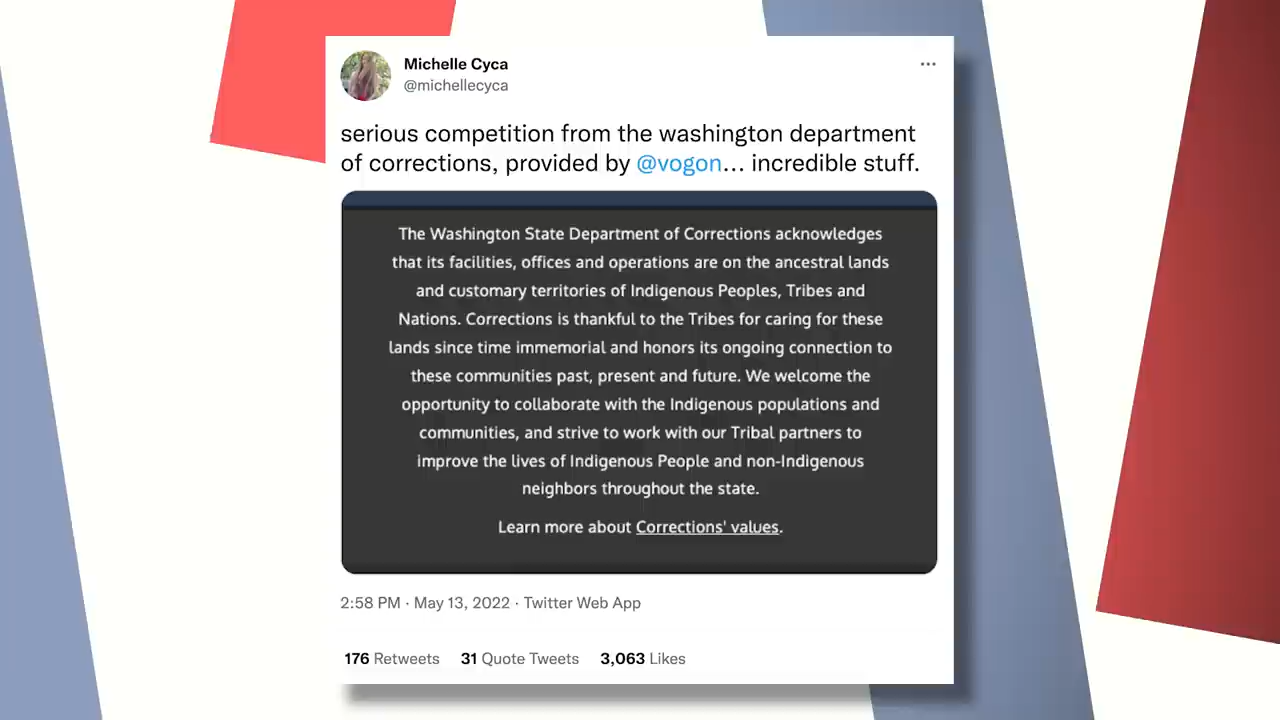 Michelle Cyca
@michellecyca
serious competition from the washington department
of corrections, provided by @vogon... incredible stuff.
The Washington State Department of Corrections acknowledges
that its facilities, offices and operations are on the ancestral lands
and customary territories of Indigenous Peoples, Tribes and
Nations. Corrections is thankful to the Tribes for caring for these
lands since time immemorial and honors its ongoing connection to
these communities past, present and future. We welcome the
opportunity to collaborate with the Indigenous populations and
communities, and strive to work with our Tribal partners to
improve the lives of Indigenous People and non-Indigenous
neighbors throughout the state.
Learn more about Corrections' values.
2:58 PM · May 13, 2022 · Twitter Web App
176 Retweets 31 Quote Tweets 3,063 Likes